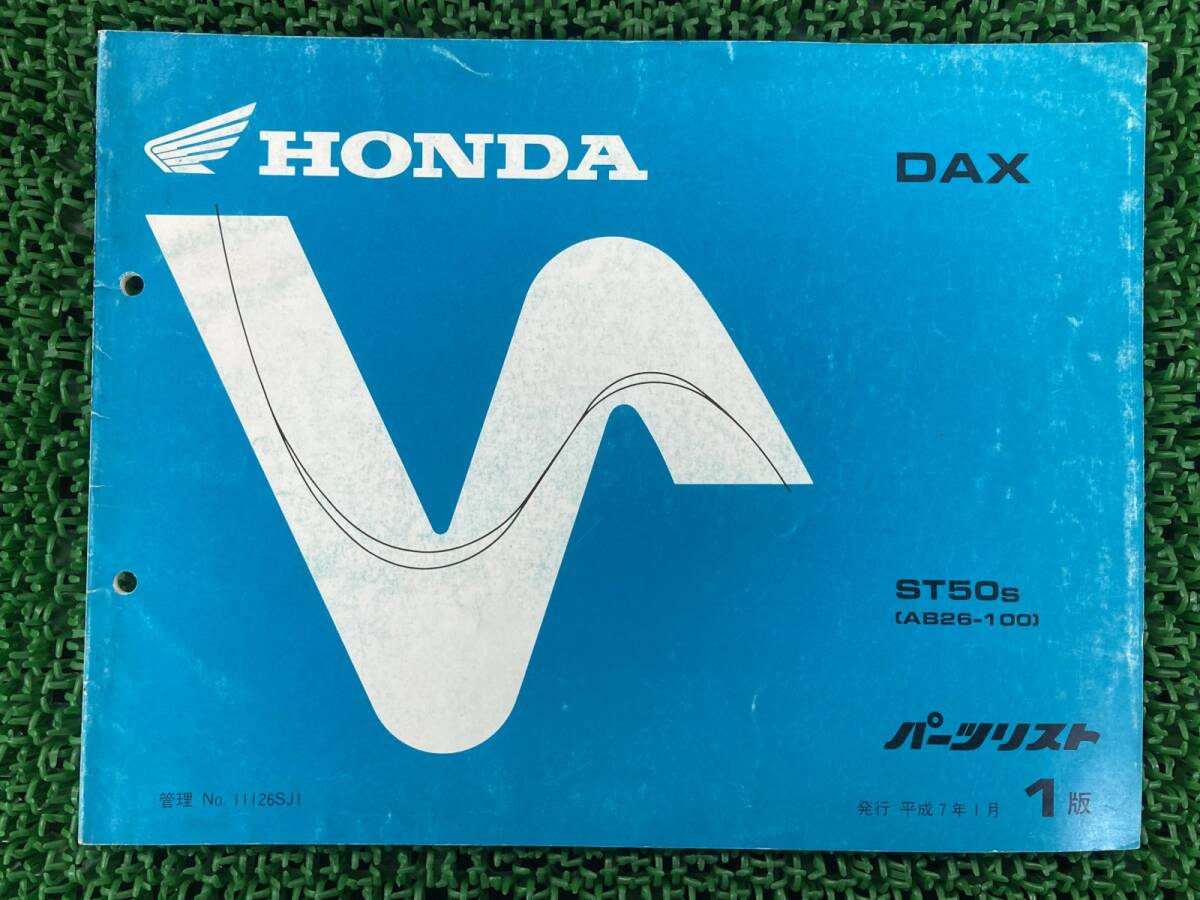 HONDA
DAX
ST50s
(AB26-100)
パーツリスト
管理 No. 11126SJ1
発行 平成7年1月 1版